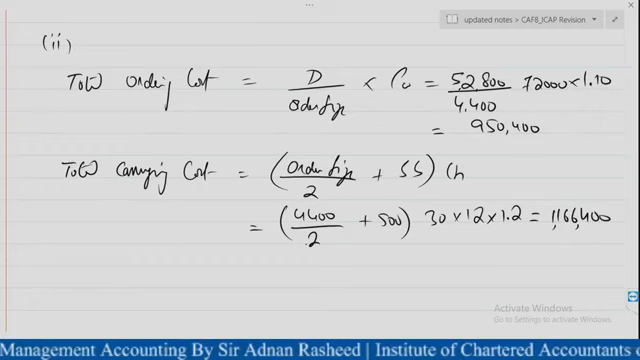 updated notes > CAF8_ICAP Revision
(ii)
Total Ordering Cost = D / Order size × Co = 52,800 / 4,400 72000 × 1.10
= 950,400
Total Carrying Cost = (Order size / 2 + SS) Ch
= (4400 / 2 + 500) 30 × 12 × 1.2 = 1,166,400
Activate Windows
Go to Settings to activate Windows.
Management Accounting By Sir Adnan Rasheed | Institute of Chartered Accountants o